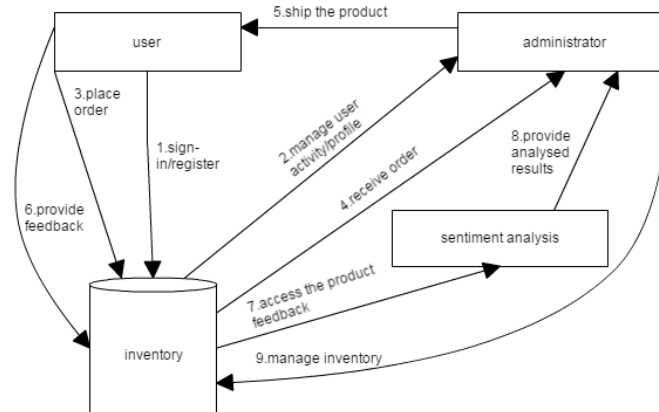 5.ship the product
user
administrator
3.place
order
1.sign-
in/register
2.manage user
activity/profile
8.provide
analysed
results
4.receive order
6.provide
feedback
sentiment analysis
7.access the product
feedback
inventory
9.manage inventory